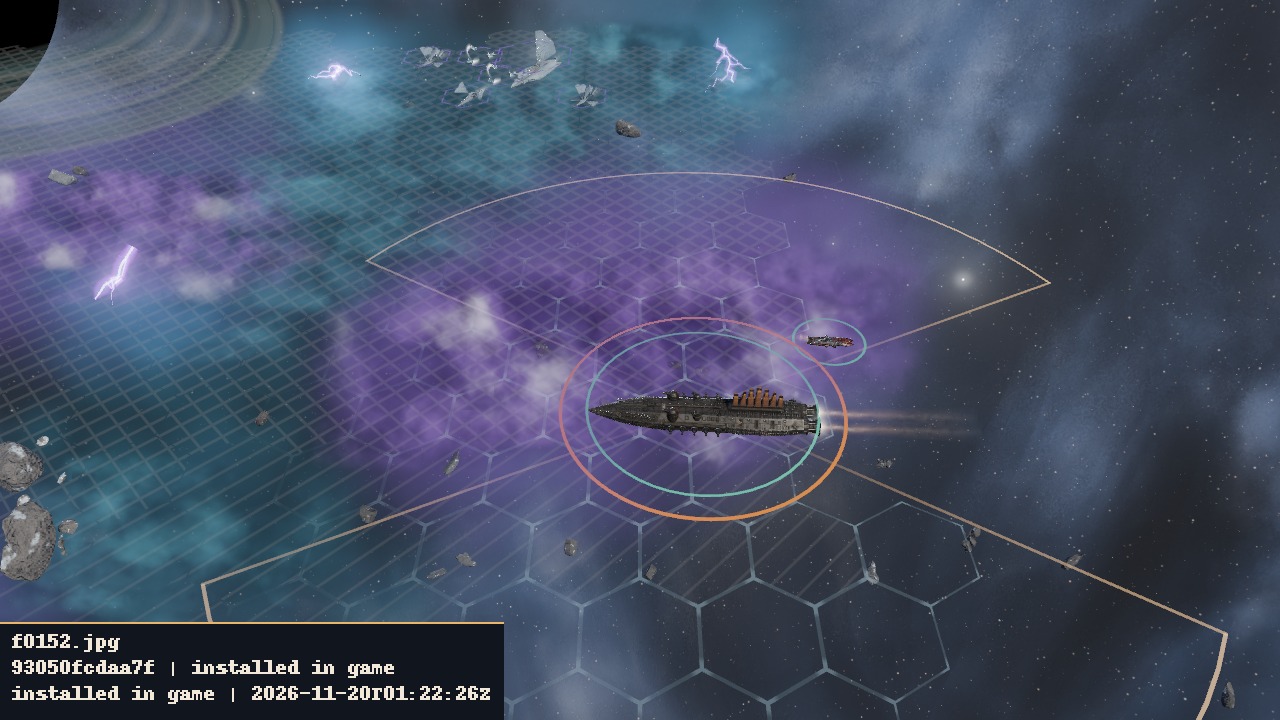 f0152.jpg
93050fcdaa7f | installed in game
installed in game | 2026-11-20T01:22:26Z